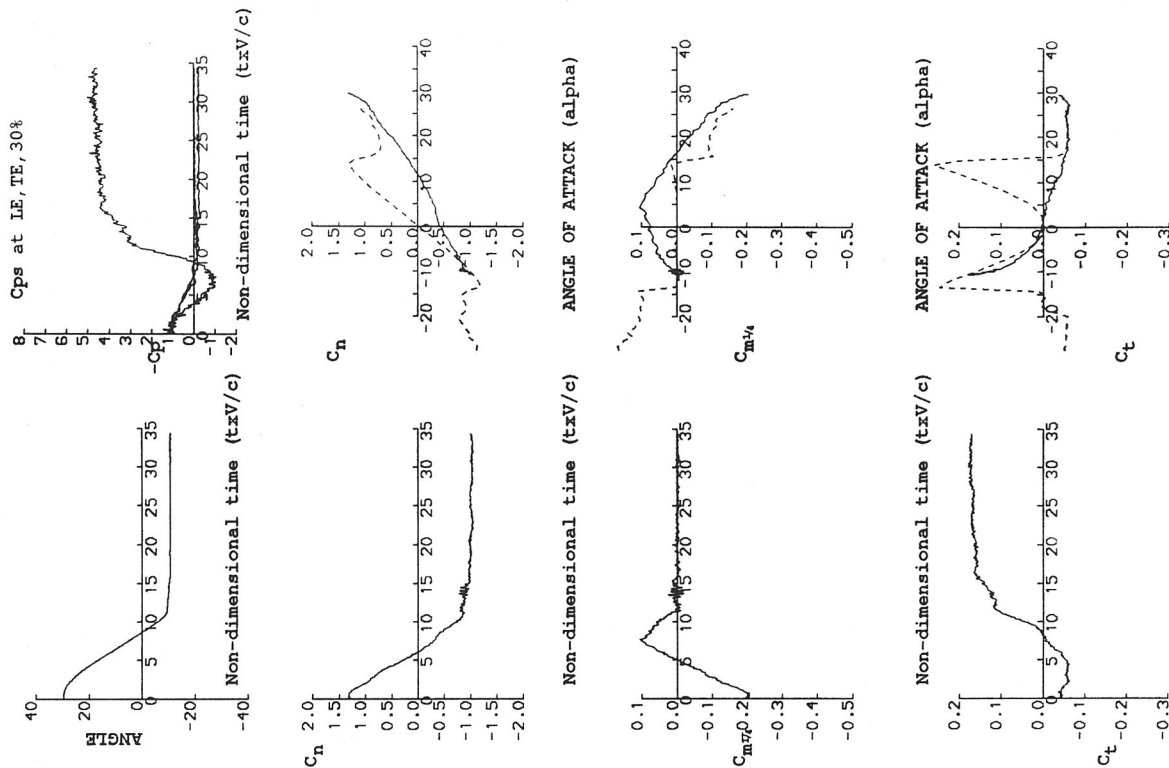 40
20
0
-20
-40
ANGLE
0 5 10 15 20 25 30 35
Non-dimensional time (txV/c)
Cps at LE,TE,30%
8
7
6
5
4
3
2
1
0
-1
-2
-Cp
0 5 10 15 20 25 30 35
Non-dimensional time (txV/c)
Cn
2.0
1.5
1.0
0.5
0.0
-0.5
-1.0
-1.5
-2.0
0 5 10 15 20 25 30 35
Non-dimensional time (txV/c)
Cn
2.0
1.5
1.0
0.5
0.0
-0.5
-1.0
-1.5
-2.0
-20 -10 0 10 20 30 40
ANGLE OF ATTACK (alpha)
Cm¼
0.1
0.0
-0.1
-0.2
-0.3
-0.4
-0.5
0 5 10 15 20 25 30 35
Non-dimensional time (txV/c)
Cm¼
0.1
0.0
-0.1
-0.2
-0.3
-0.4
-0.5
-20 -10 0 10 20 30 40
ANGLE OF ATTACK (alpha)
Ct
0.2
0.1
0.0
-0.1
-0.2
-0.3
0 5 10 15 20 25 30 35
Ct
0.2
0.1
0.0
-0.1
-0.2
-0.3
-20 -10 0 10 20 30 40